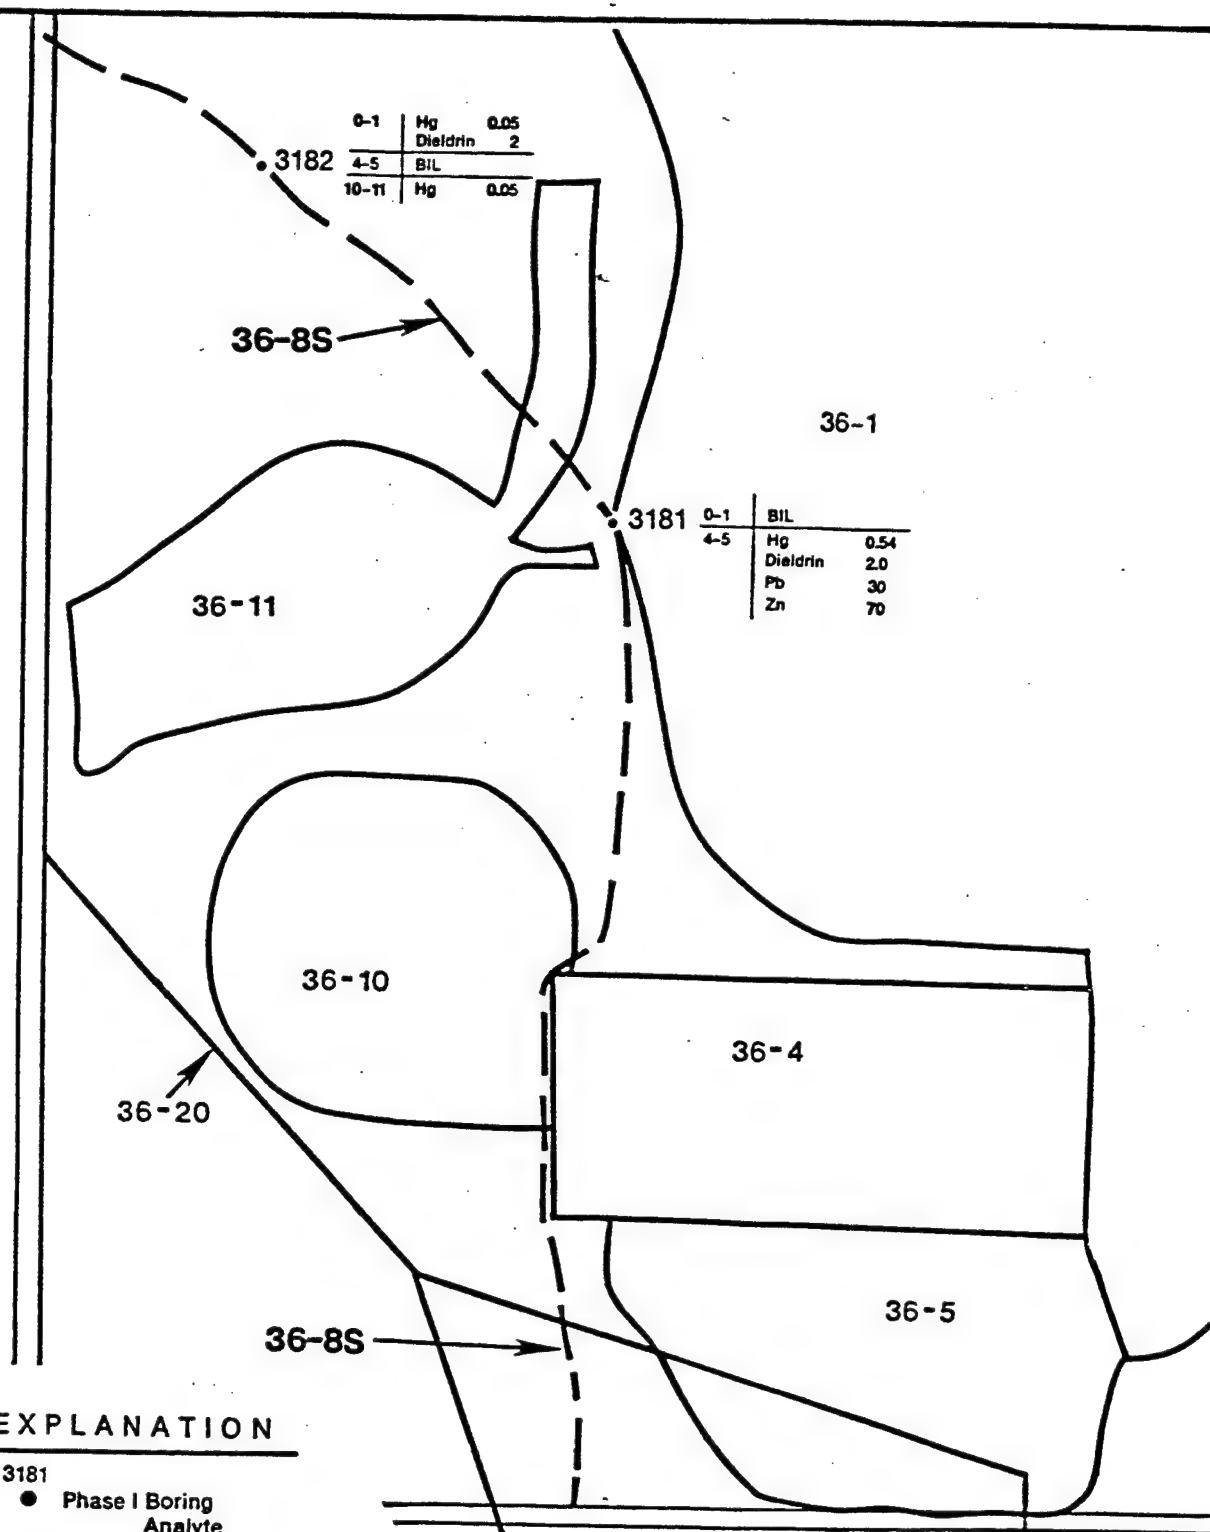 0-1 Hg 0.05
Dieldrin 2
3182 4-5 BIL
10-11 Hg 0.05
36-8S
36-1
3181 0-1 BIL
4-5 Hg 0.54
Dieldrin 2.0
Pb 30
Zn 70
36-11
36-10
36-4
36-20
36-5
36-8S
EXPLANATION
3181
Phase I Boring
Analyte